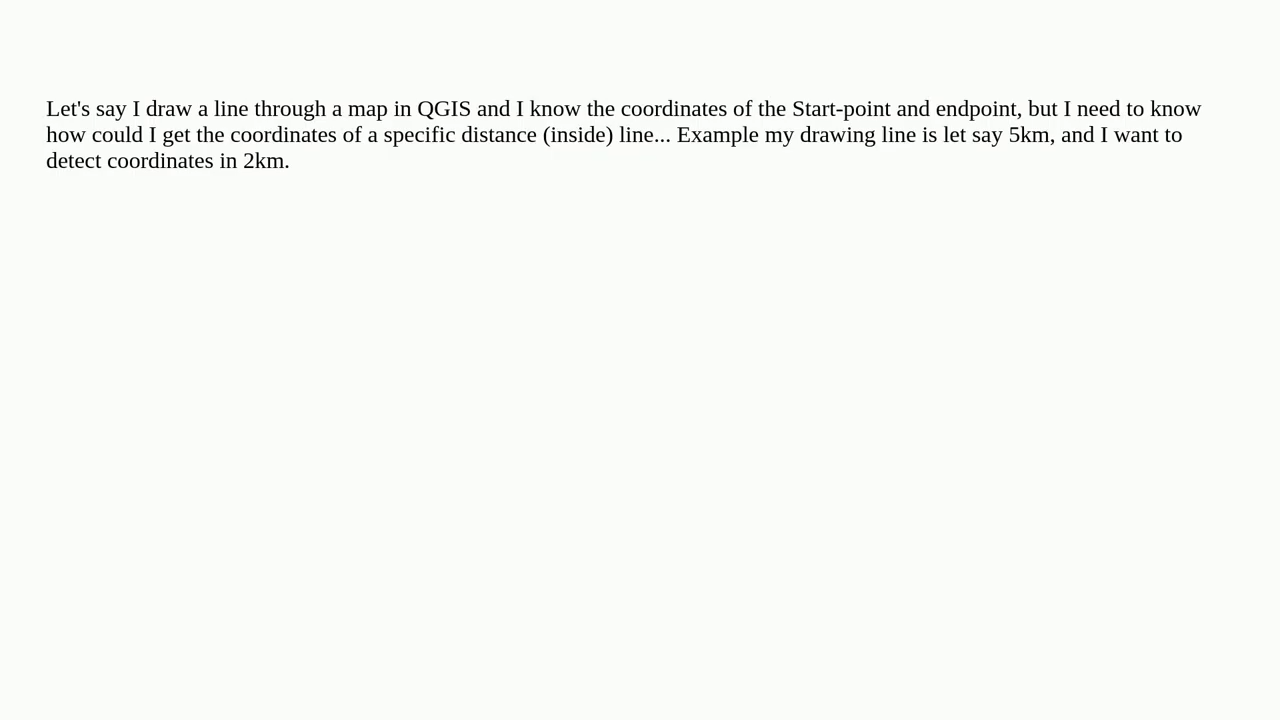 Let's say I draw a line through a map in QGIS and I know the coordinates of the Start-point and endpoint, but I need to know
how could I get the coordinates of a specific distance (inside) line... Example my drawing line is let say 5km, and I want to
detect coordinates in 2km.